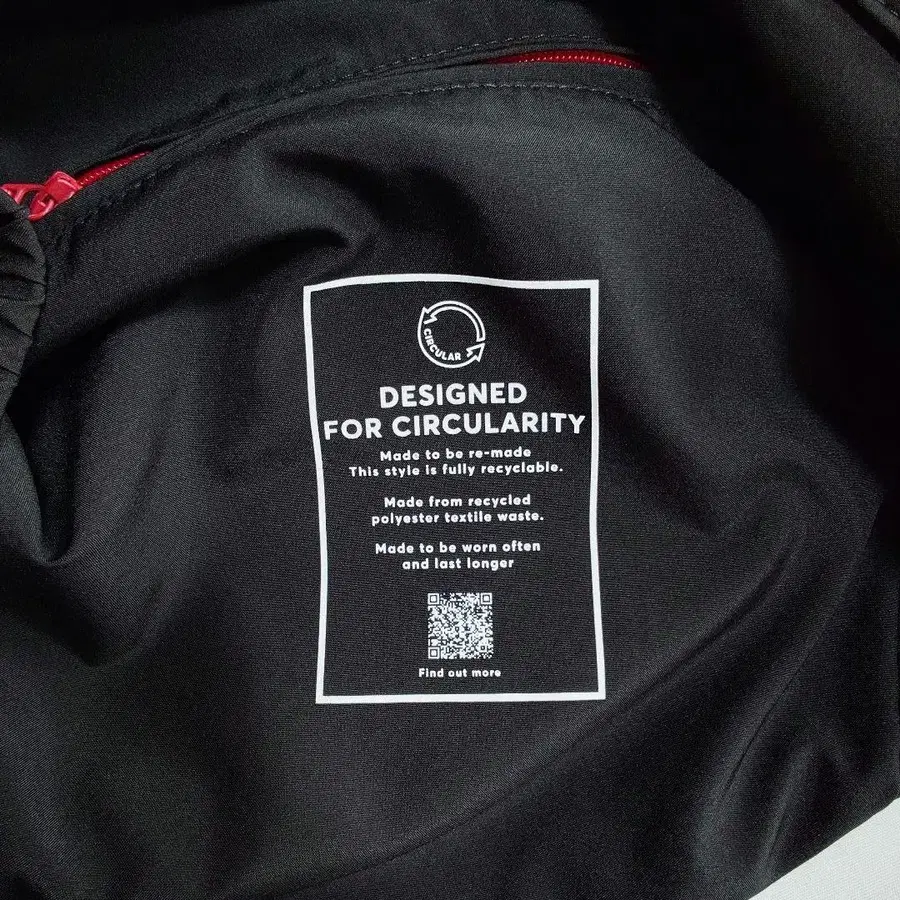 CIRCULAR
DESIGNED
FOR CIRCULARITY
Made to be re-made
This style is fully recyclable.
Made from recycled
polyester textile waste.
Made to be worn often
and last longer
Find out more